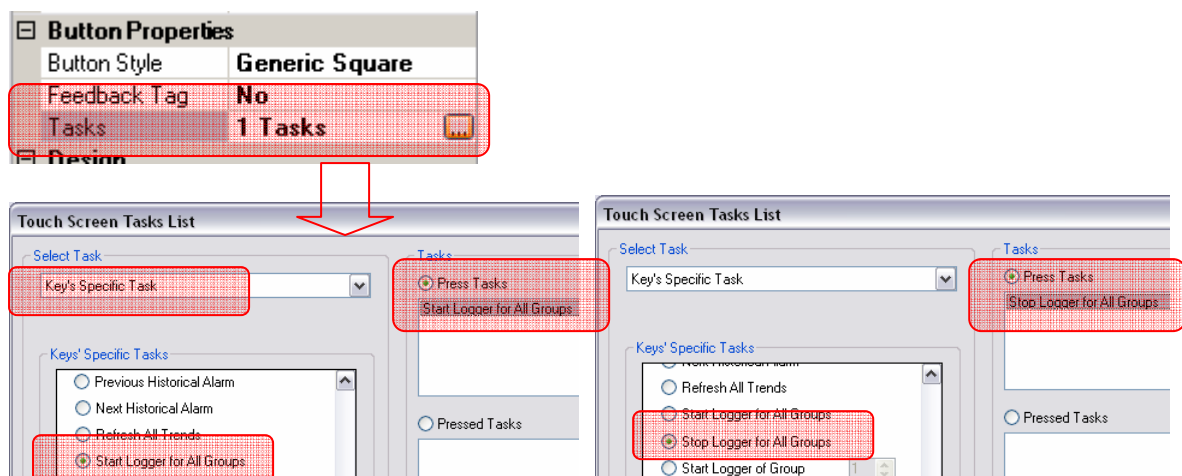 Button Properties
Button Style Generic Square
Feedback Tag No
Tasks 1 Tasks ...
Design
Touch Screen Tasks List
Select Task
Key's Specific Task
Tasks
Press Tasks
Start Logger for All Groups
Keys' Specific Tasks
Previous Historical Alarm
Next Historical Alarm
Refresh All Trends
Start Logger for All Groups
Pressed Tasks
Touch Screen Tasks List
Select Task
Key's Specific Task
Tasks
Press Tasks
Stop Logger for All Groups
Keys' Specific Tasks
Next Historical Alarm
Refresh All Trends
Start Logger for All Groups
Stop Logger for All Groups
Start Logger of Group 1
Pressed Tasks